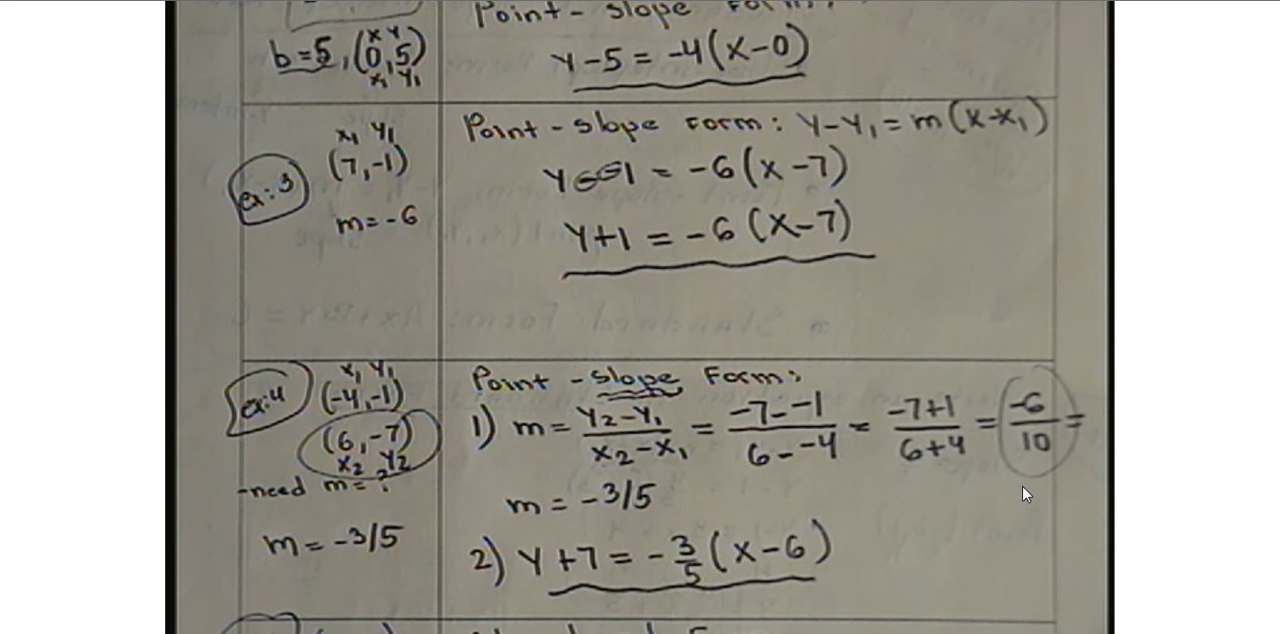 Point - slope Form:
b=5, (0,5)
x y
x₁ y₁
y-5 = -4(x-0)
ex:3
x₁ y₁
(7,-1)
m=-6
Point - slope Form: y-y₁ = m(x-x₁)
y--1 = -6(x-7)
y+1 = -6(x-7)
ex:4
x₁ y₁
(-4,-1)
(6,-7)
x₂ y₂
-need m=?
m = -3/5
Point - slope Form:
1) m = y₂-y₁/x₂-x₁ = -7--1/6--4 = -7+1/6+4 = -6/10 =
m = -3/5
2) y+7 = -3/5(x-6)